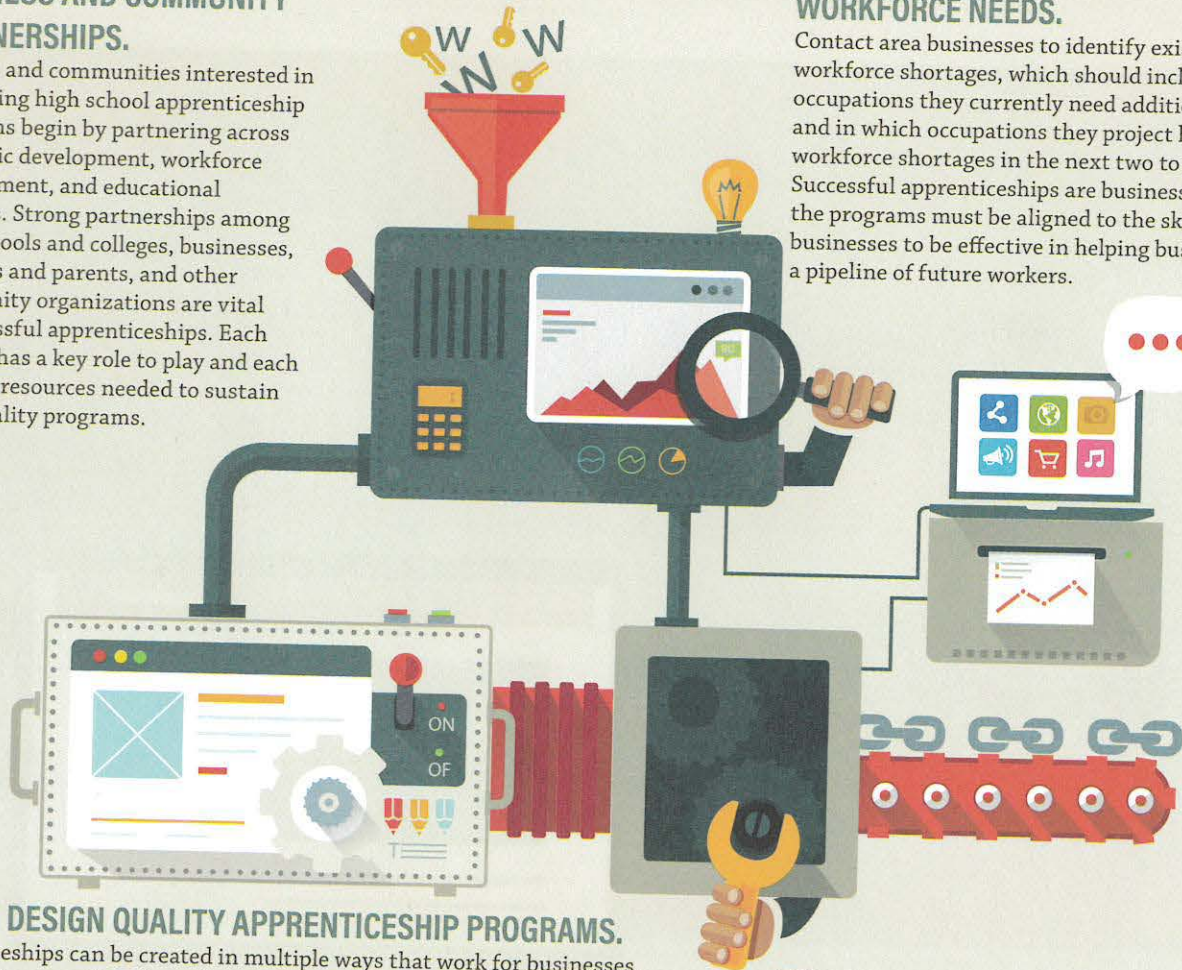 NESS AND COMMUNITY
NERSHIPS.
and communities interested in
ing high school apprenticeship
ns begin by partnering across
ic development, workforce
ment, and educational
s. Strong partnerships among
ools and colleges, businesses,
s and parents, and other
nity organizations are vital
ssful apprenticeships. Each
has a key role to play and each
resources needed to sustain
ality programs.
W W W
WORKFORCE NEEDS.
Contact area businesses to identify exi
workforce shortages, which should incl
occupations they currently need additi
and in which occupations they project
workforce shortages in the next two to
Successful apprenticeships are business
the programs must be aligned to the sk
businesses to be effective in helping bus
a pipeline of future workers.
ON
OF
T
DESIGN QUALITY APPRENTICESHIP PROGRAMS.
eships can be created in multiple ways that work for businesses